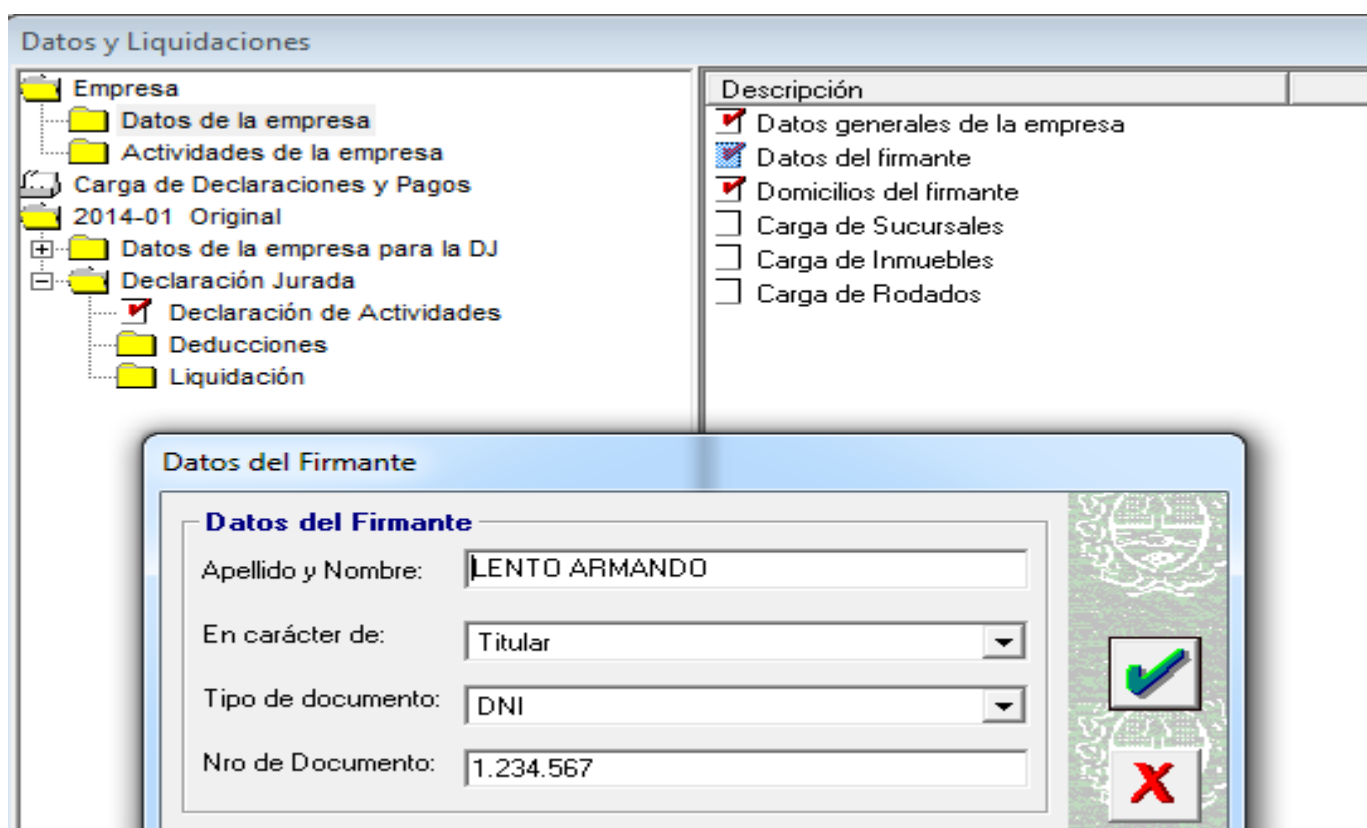 Datos y Liquidaciones
Empresa
Datos de la empresa
Actividades de la empresa
Carga de Declaraciones y Pagos
2014-01 Original
Datos de la empresa para la DJ
Declaración Jurada
Declaración de Actividades
Deducciones
Liquidación
Descripción
Datos generales de la empresa
Datos del firmante
Domicilios del firmante
Carga de Sucursales
Carga de Inmuebles
Carga de Rodados
Datos del Firmante
Datos del Firmante
Apellido y Nombre: LENTO ARMANDO
En carácter de: Titular
Tipo de documento: DNI
Nro de Documento: 1.234.567